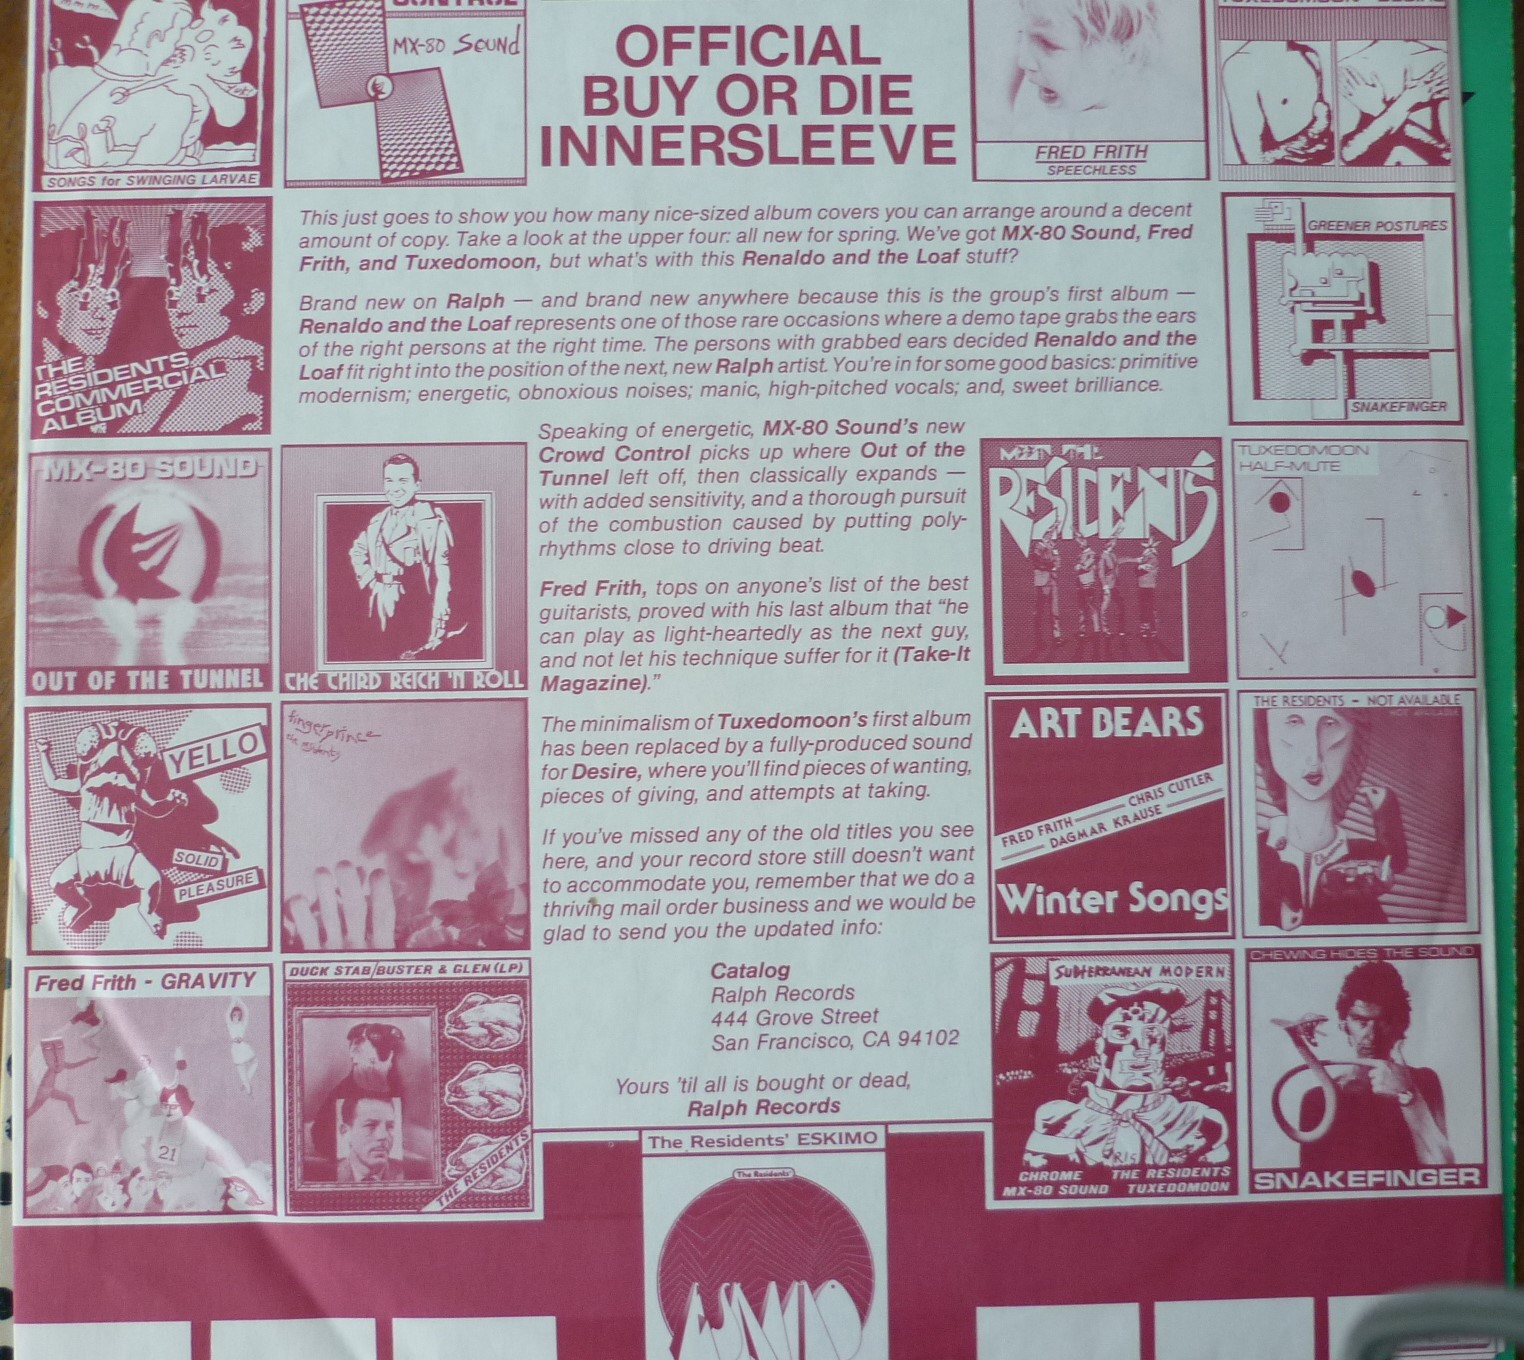 CONTROL
MX-80 SOUND
SONGS for SWINGING LARVAE
OFFICIAL
BUY OR DIE
INNERSLEEVE
FRED FRITH
SPEECHLESS
TUXEDOMOON - DESIRE
This just goes to show you how many nice-sized album covers you can arrange around a decent
amount of copy. Take a look at the upper four: all new for spring. We've got MX-80 Sound, Fred
Frith, and Tuxedomoon, but what's with this Renaldo and the Loaf stuff?
Brand new on Ralph — and brand new anywhere because this is the group's first album —
Renaldo and the Loaf represents one of those rare occasions where a demo tape grabs the ears
of the right persons at the right time. The persons with grabbed ears decided Renaldo and the
Loaf fit right into the position of the next, new Ralph artist. You're in for some good basics: primitive
modernism; energetic, obnoxious noises; manic, high-pitched vocals; and, sweet brilliance.
THE
RESIDENTS
COMMERCIAL
ALBUM
GREENER POSTURES
SNAKEFINGER
Speaking of energetic, MX-80 Sound's new
Crowd Control picks up where Out of the
Tunnel left off, then classically expands —
with added sensitivity, and a thorough pursuit
of the combustion caused by putting poly-
rhythms close to driving beat.
Fred Frith, tops on anyone's list of the best
guitarists, proved with his last album that "he
can play as light-heartedly as the next guy,
and not let his technique suffer for it (Take-It
Magazine)."
The minimalism of Tuxedomoon's first album
has been replaced by a fully-produced sound
for Desire, where you'll find pieces of wanting,
pieces of giving, and attempts at taking.
If you've missed any of the old titles you see
here, and your record store still doesn't want
to accommodate you, remember that we do a
thriving mail order business and we would be
glad to send you the updated info:
Catalog
Ralph Records
444 Grove Street
San Francisco, CA 94102
Yours 'til all is bought or dead,
Ralph Records
MX-80 SOUND
OUT OF THE TUNNEL
THE THIRD REICH 'N ROLL
MEET THE
RESIDENTS
TUXEDOMOON
HALF-MUTE
YELLO
SOLID
PLEASURE
fingerprince
the residents
ART BEARS
FRED FRITH
CHRIS CUTLER
DAGMAR KRAUSE
Winter Songs
THE RESIDENTS - NOT AVAILABLE
NOT AVAILABLE
Fred Frith - GRAVITY
21
DUCK STAB/BUSTER & GLEN (LP)
THE RESIDENTS
SUBTERRANEAN MODERN
CHROME THE RESIDENTS
MX-80 SOUND TUXEDOMOON
CHEWING HIDES THE SOUND
SNAKEFINGER
The Residents' ESKIMO
The Residents'